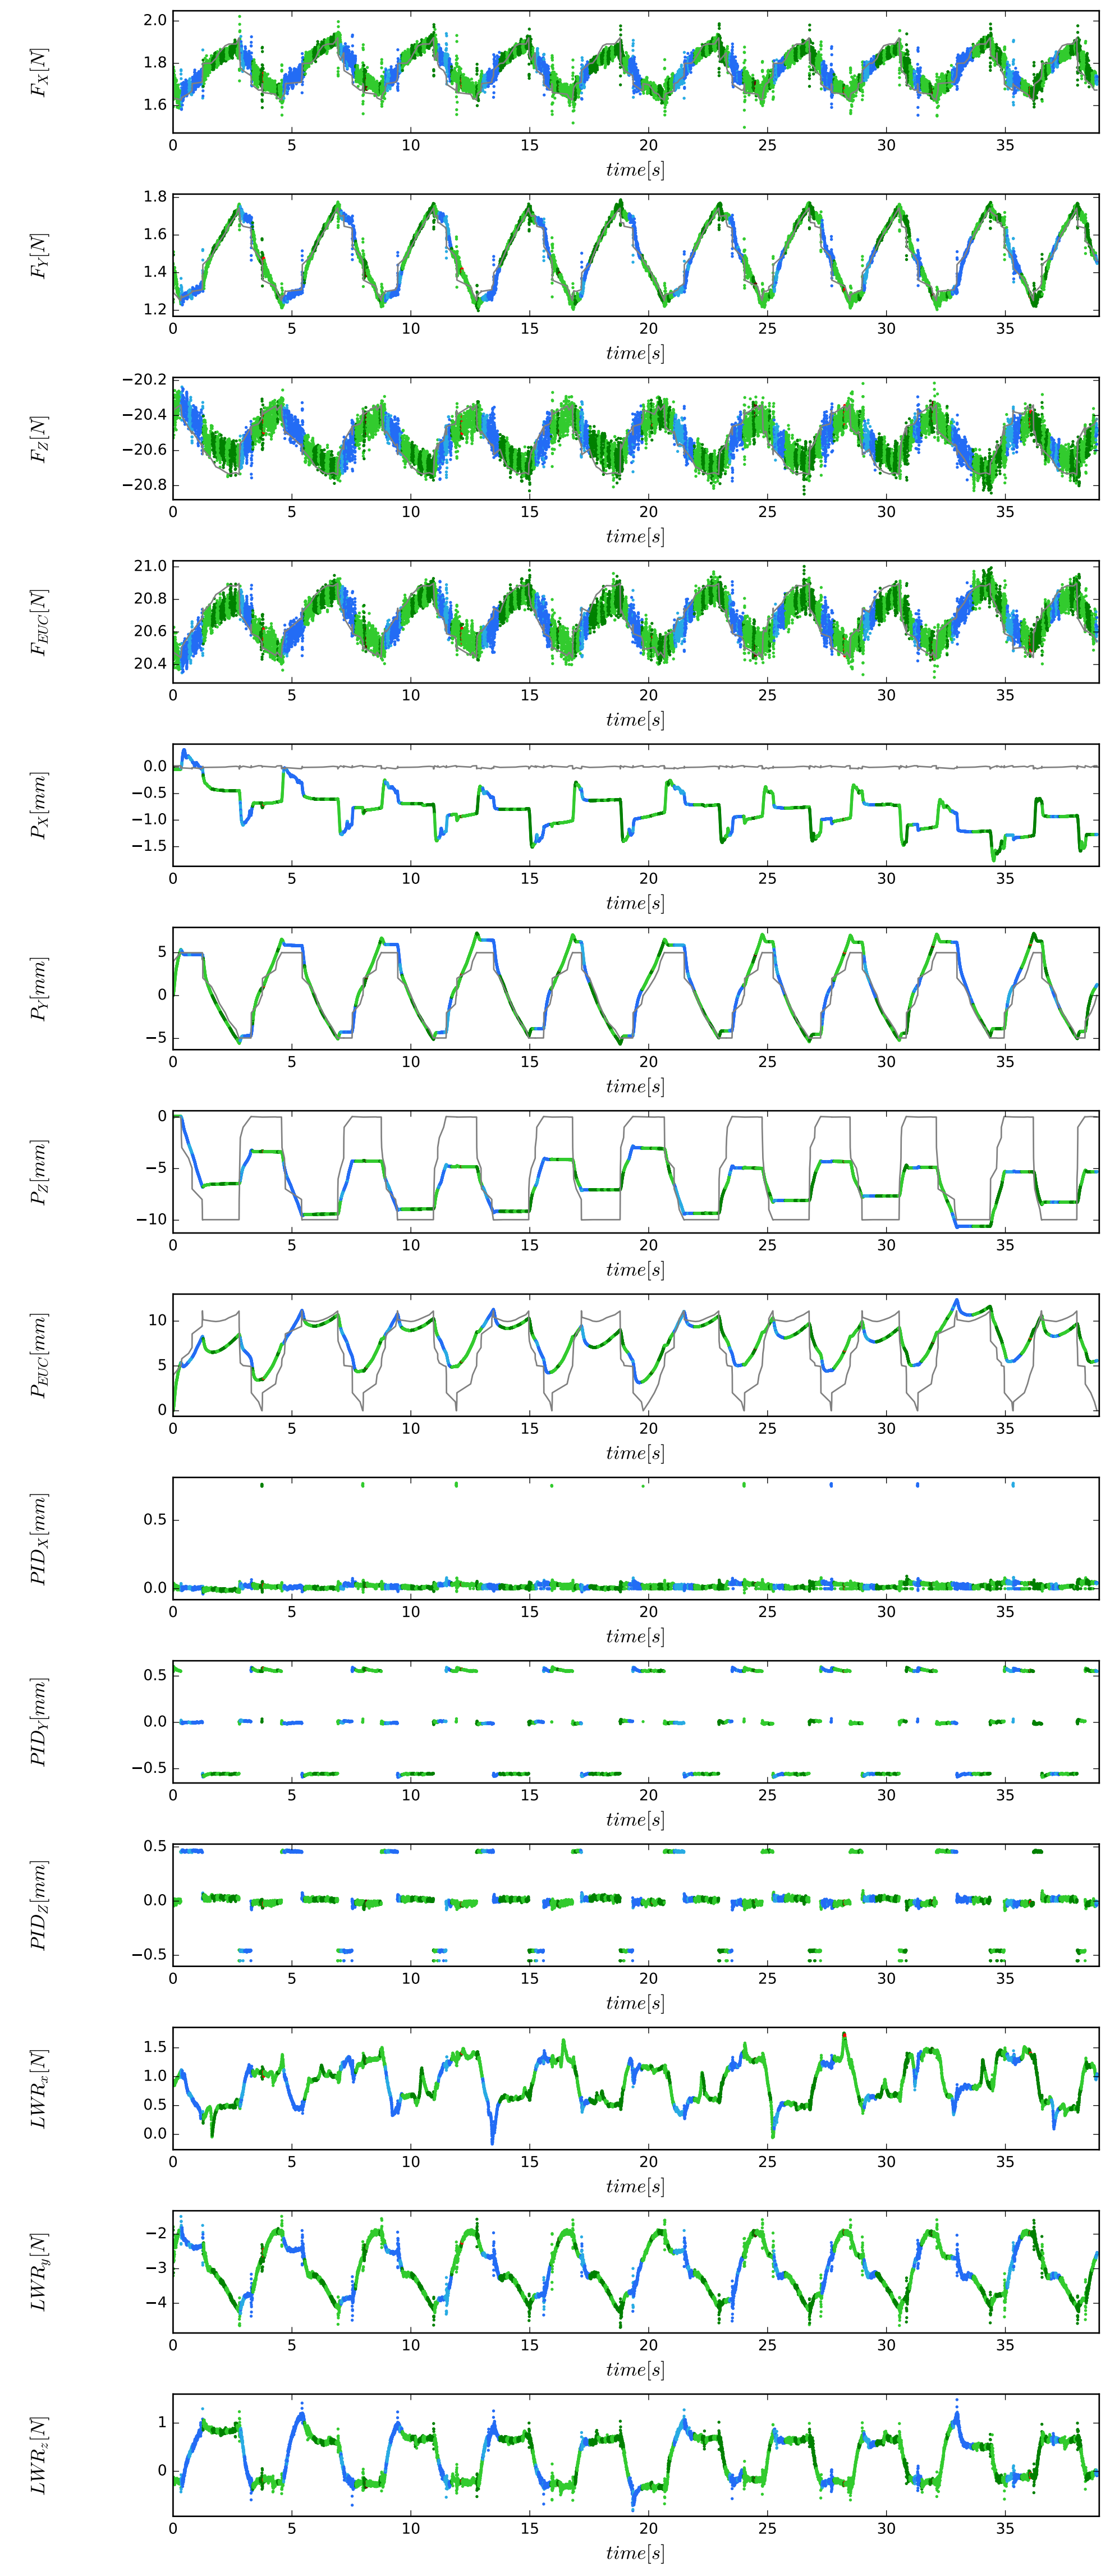 F_X[N]
2.0
1.8
1.6
0 5 10 15 20 25 30 35
time[s]
F_Y[N]
1.8
1.6
1.4
1.2
0 5 10 15 20 25 30 35
time[s]
F_Z[N]
−20.2
−20.4
−20.6
−20.8
0 5 10 15 20 25 30 35
time[s]
F_{EUC}[N]
21.0
20.8
20.6
20.4
0 5 10 15 20 25 30 35
time[s]
P_X[mm]
0.0
−0.5
−1.0
−1.5
0 5 10 15 20 25 30 35
time[s]
P_Y[mm]
5
0
−5
0 5 10 15 20 25 30 35
time[s]
P_Z[mm]
0
−5
−10
0 5 10 15 20 25 30 35
time[s]
P_{EUC}[mm]
10
5
0
0 5 10 15 20 25 30 35
time[s]
PID_X[mm]
0.5
0.0
0 5 10 15 20 25 30 35
time[s]
PID_Y[mm]
0.5
0.0
−0.5
0 5 10 15 20 25 30 35
time[s]
PID_Z[mm]
0.5
0.0
−0.5
0 5 10 15 20 25 30 35
time[s]
LWR_x[N]
1.5
1.0
0.5
0.0
0 5 10 15 20 25 30 35
time[s]
LWR_y[N]
−2
−3
−4
0 5 10 15 20 25 30 35
time[s]
LWR_z[N]
1
0
0 5 10 15 20 25 30 35
time[s]